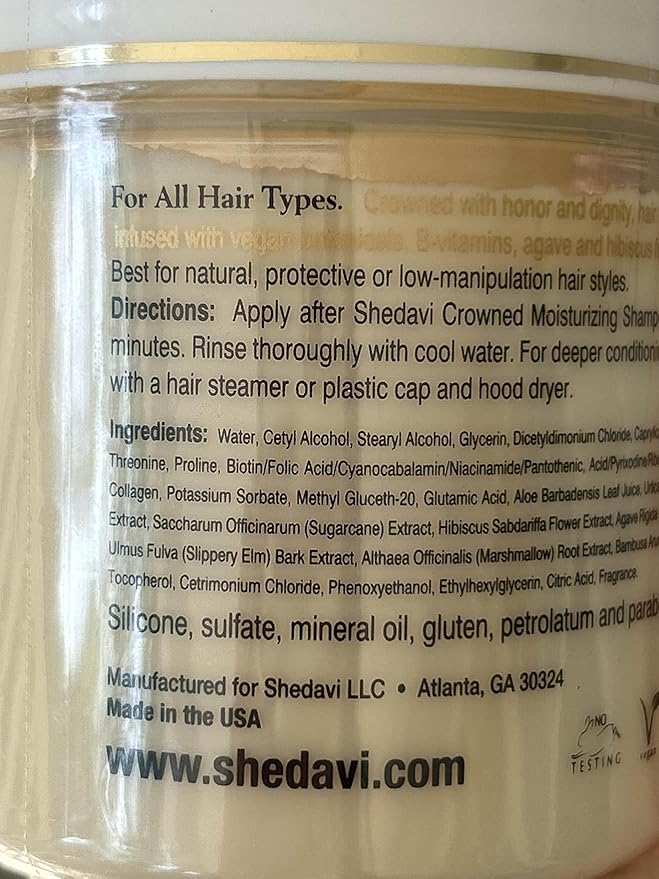 For All Hair Types. Crowned with honor and dignity, hair
infused with vegan B-vitamins, agave and hibiscus
Best for natural, protective or low-manipulation hair styles.
Directions: Apply after Shedavi Crowned Moisturizing Shamp
minutes. Rinse thoroughly with cool water. For deeper conditioni
with a hair steamer or plastic cap and hood dryer.
Ingredients: Water, Cetyl Alcohol, Stearyl Alcohol, Glycerin, Dicetyldimonium Chloride,
Threonine, Proline, Biotin/Folic Acid/Cyanocabalamin/Niacinamide/Pantothenic, Acid/Pyrixodine/
Collagen, Potassium Sorbate, Methyl Gluceth-20, Glutamic Acid, Aloe Barbadensis Leaf Juice,
Extract, Saccharum Officinarum (Sugarcane) Extract, Hibiscus Sabdariffa Flower Extract, Agave Rigida
Ulmus Fulva (Slippery Elm) Bark Extract, Althaea Officinalis (Marshmallow) Root Extract, Bambusa
Tocopherol, Cetrimonium Chloride, Phenoxyethanol, Ethylhexylglycerin, Citric Acid, Fragrance.
Silicone, sulfate, mineral oil, gluten, petrolatum and parab
Manufactured for Shedavi LLC • Atlanta, GA 30324
Made in the USA
NO
TESTING
vegan
www.shedavi.com